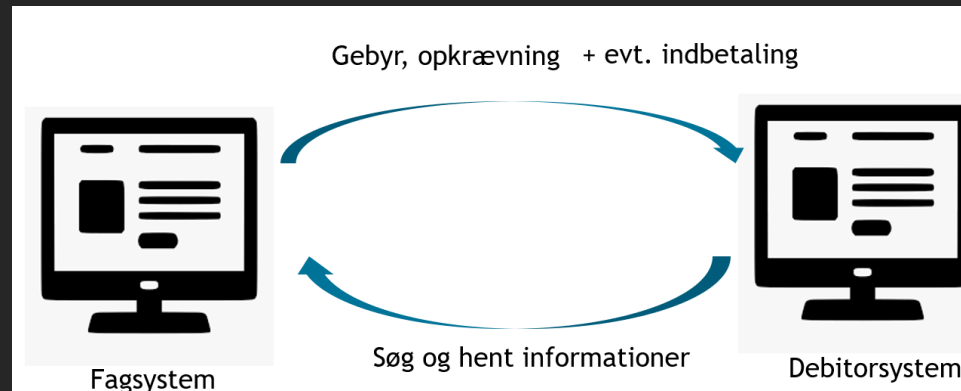 Gebyr, opkrævning + evt. indbetaling
Søg og hent informationer
Fagsystem
Debitorsystem